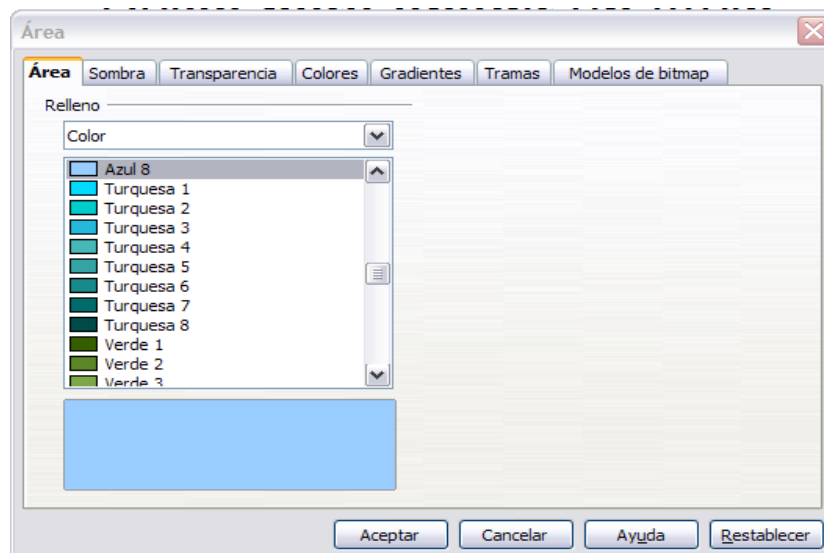 Área
Área Sombra Transparencia Colores Gradientes Tramas Modelos de bitmap
Relleno
Color
Azul 8
Turquesa 1
Turquesa 2
Turquesa 3
Turquesa 4
Turquesa 5
Turquesa 6
Turquesa 7
Turquesa 8
Verde 1
Verde 2
Verde 3
Aceptar Cancelar Ayuda Restablecer